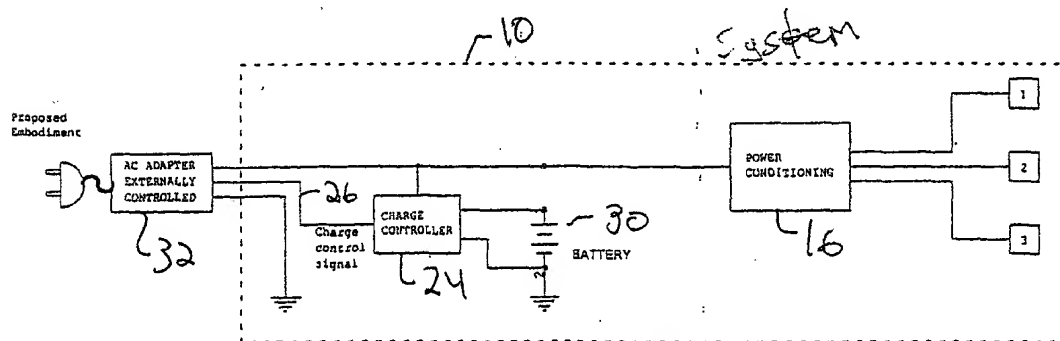 10
System
Proposed
Embodiment
AC ADAPTER
EXTERNALLY
CONTROLLED
32
26
Charge
control
signal
CHARGE
CONTROLLER
24
30
BATTERY
2
POWER
CONDITIONING
16
1
2
3